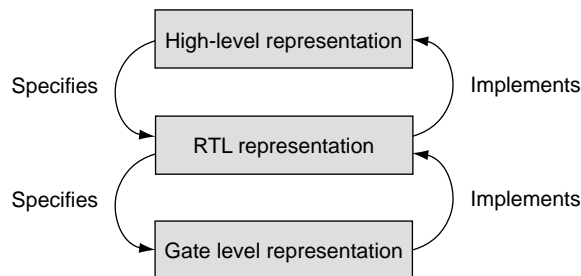 High-level representation
Specifies
Implements
RTL representation
Specifies
Implements
Gate level representation